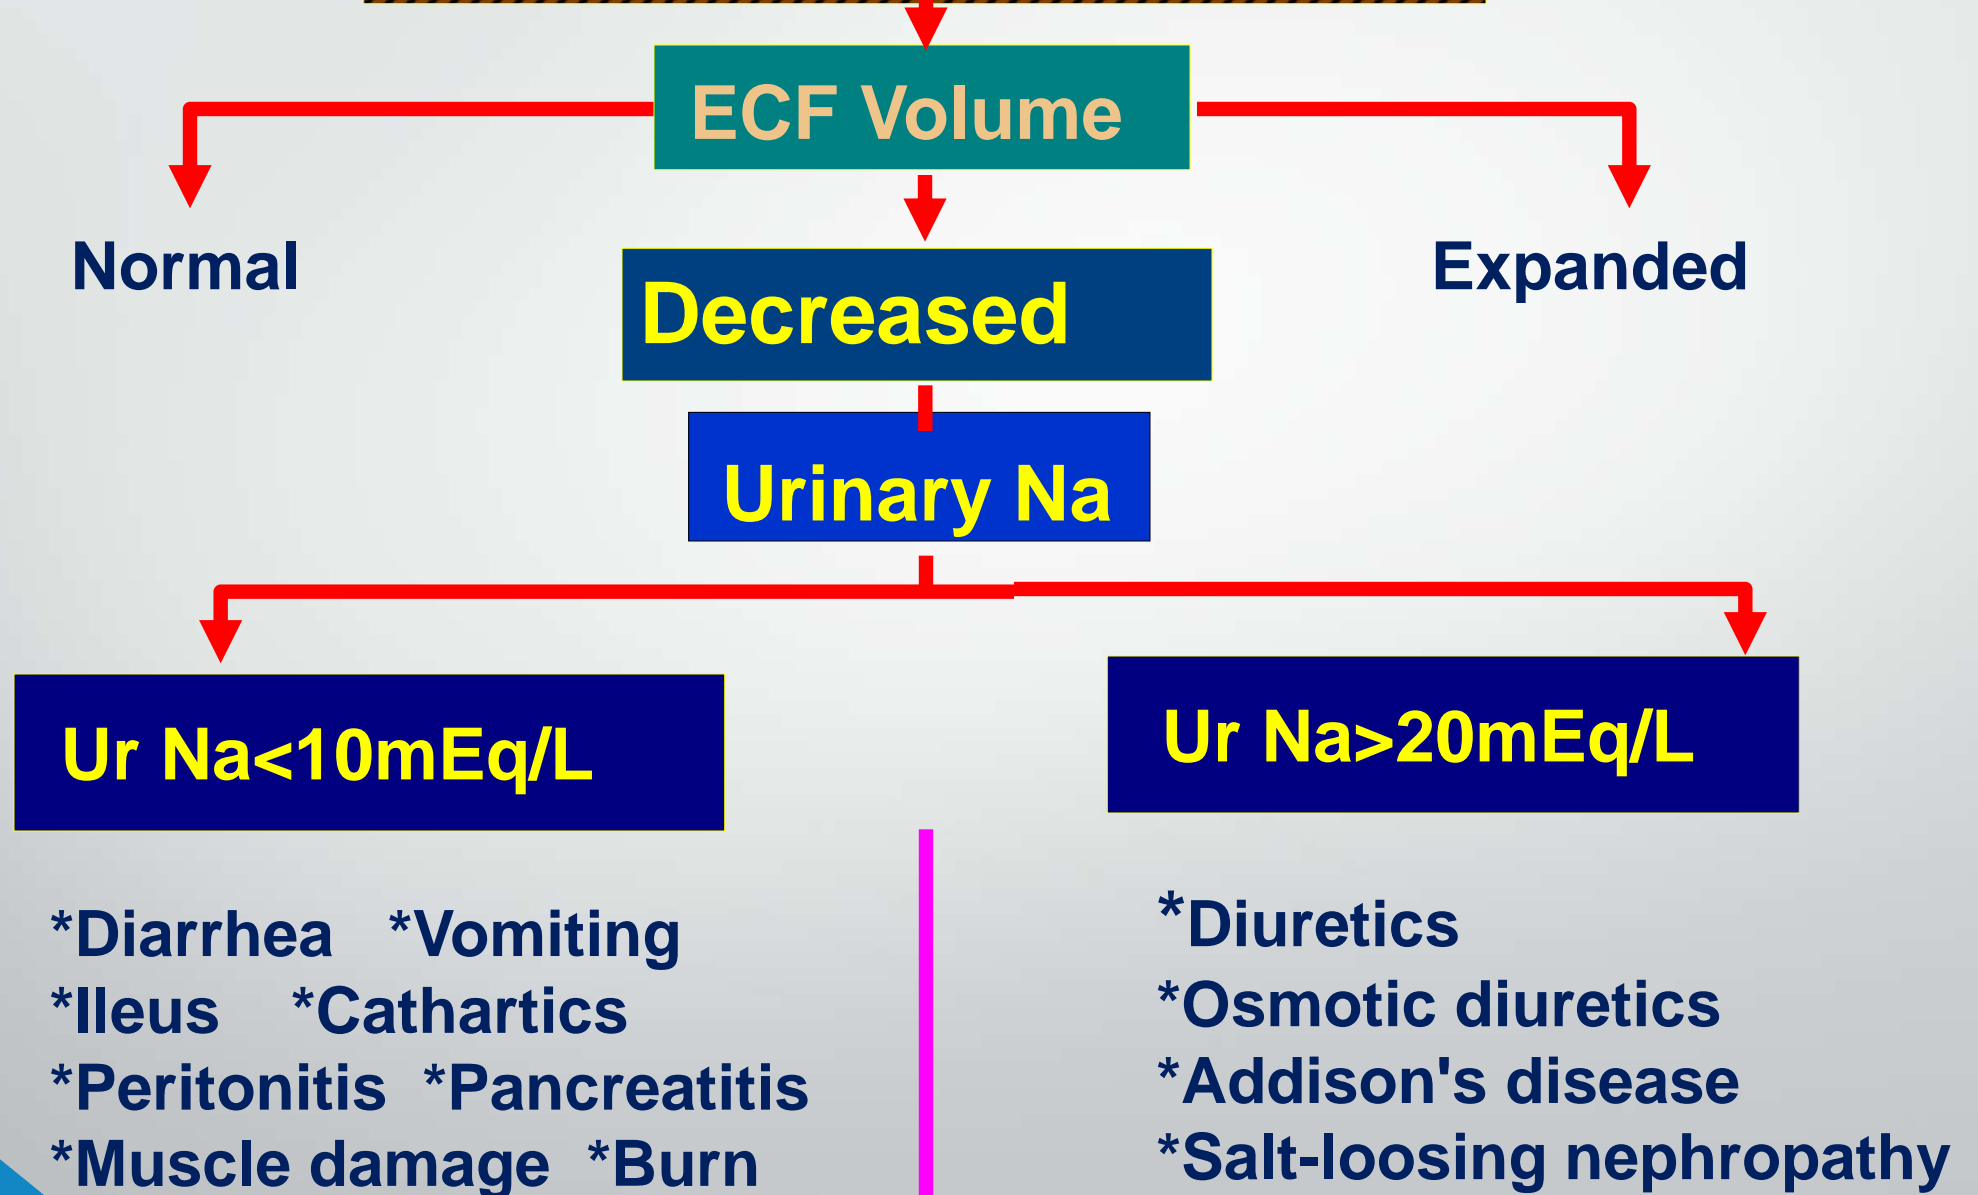 ECF Volume
Normal
Expanded
Decreased
Urinary Na
Ur Na<10mEq/L
Ur Na>20mEq/L
*Diarrhea *Vomiting
*Ileus *Cathartics
*Peritonitis *Pancreatitis
*Muscle damage *Burn
*Diuretics
*Osmotic diuretics
*Addison's disease
*Salt-loosing nephropathy